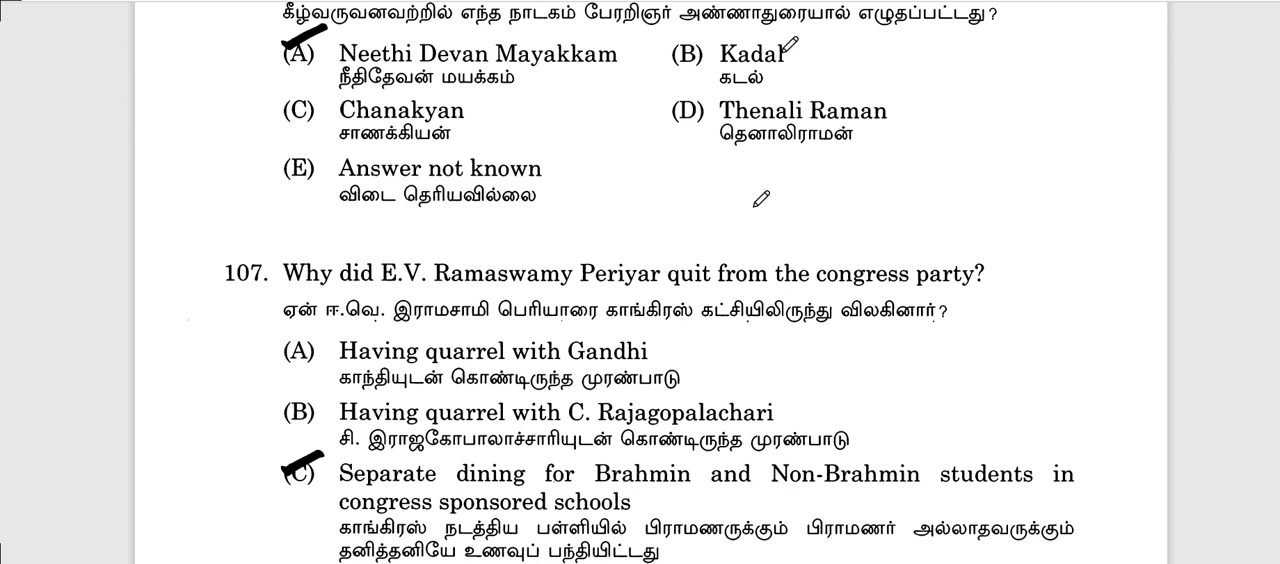 கீழ்வருவனவற்றில் எந்த நாடகம் பேரறிஞர் அண்ணாதுரையால் எழுதப்பட்டது?
(A) Neethi Devan Mayakkam (B) Kadal
நீதிதேவன் மயக்கம் கடல்
(C) Chanakyan (D) Thenali Raman
சாணக்கியன் தெனாலிராமன்
(E) Answer not known
விடை தெரியவில்லை
107. Why did E.V. Ramaswamy Periyar quit from the congress party?
ஏன் ஈ.வெ. இராமசாமி பெரியாரை காங்கிரஸ் கட்சியிலிருந்து விலகினார்?
(A) Having quarrel with Gandhi
காந்தியுடன் கொண்டிருந்த முரண்பாடு
(B) Having quarrel with C. Rajagopalachari
சி. இராஜகோபாலாச்சாரியுடன் கொண்டிருந்த முரண்பாடு
(C) Separate dining for Brahmin and Non-Brahmin students in
congress sponsored schools
காங்கிரஸ் நடத்திய பள்ளியில் பிராமணருக்கும் பிராமணர் அல்லாதவருக்கும்
தனித்தனியே உணவுப் பந்தியிட்டது